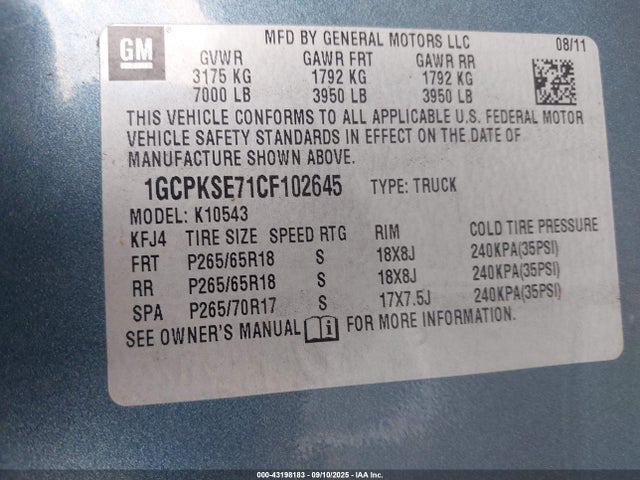 GM
MFD BY GENERAL MOTORS LLC 08/11
GVWR GAWR FRT GAWR RR
3175 KG 1792 KG 1792 KG
7000 LB 3950 LB 3950 LB
THIS VEHICLE CONFORMS TO ALL APPLICABLE U.S. FEDERAL MOTOR
VEHICLE SAFETY STANDARDS IN EFFECT ON THE DATE OF
MANUFACTURE SHOWN ABOVE.
1GCPKSE71CF102645 TYPE: TRUCK
MODEL: K10543
KFJ4 TIRE SIZE SPEED RTG RIM COLD TIRE PRESSURE
FRT P265/65R18 S 18X8J 240KPA(35PSI)
RR P265/65R18 S 18X8J 240KPA(35PSI)
SPA P265/70R17 S 17X7.5J 240KPA(35PSI)
SEE OWNER'S MANUAL FOR MORE INFORMATION.
000-43198183 - 09/10/2025 - IAA Inc.